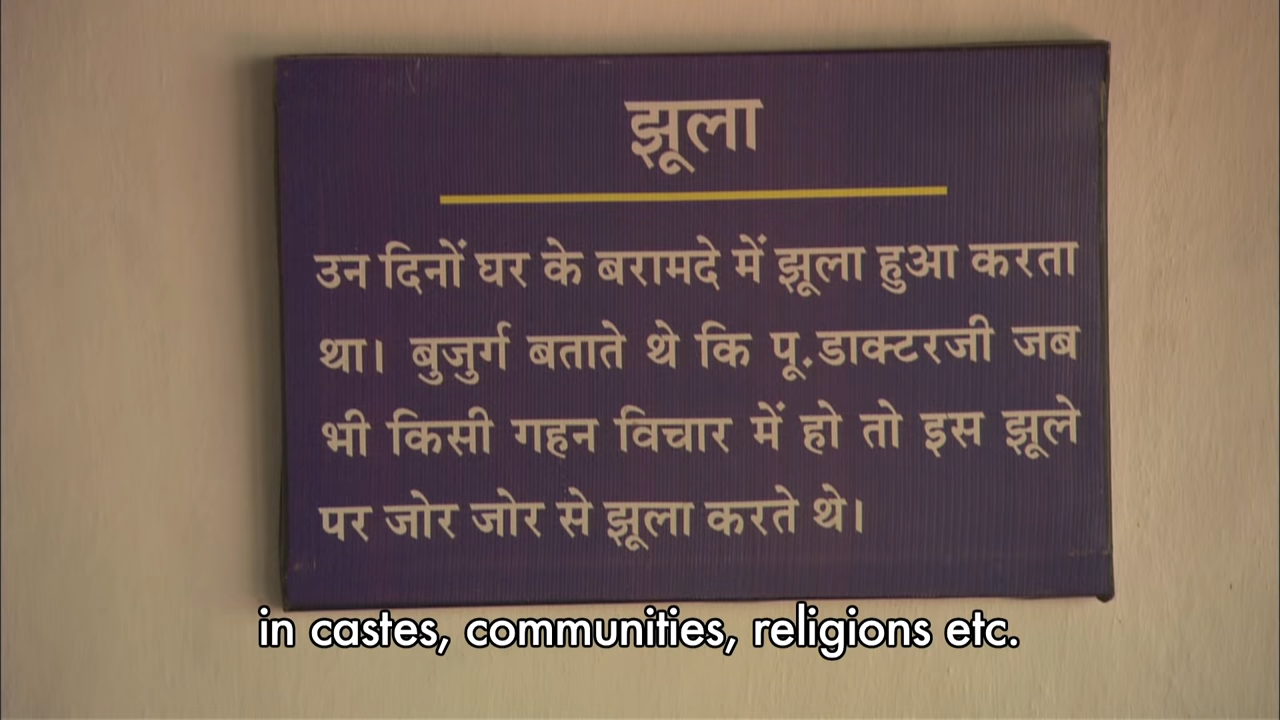 झूला
उन दिनों घर के बरामदे में झूला हुआ करता
था। बुजुर्ग बताते थे कि पू.डाक्टरजी जब
भी किसी गहन विचार में हो तो इस झूले
पर जोर जोर से झूला करते थे।
in castes, communities, religions etc.